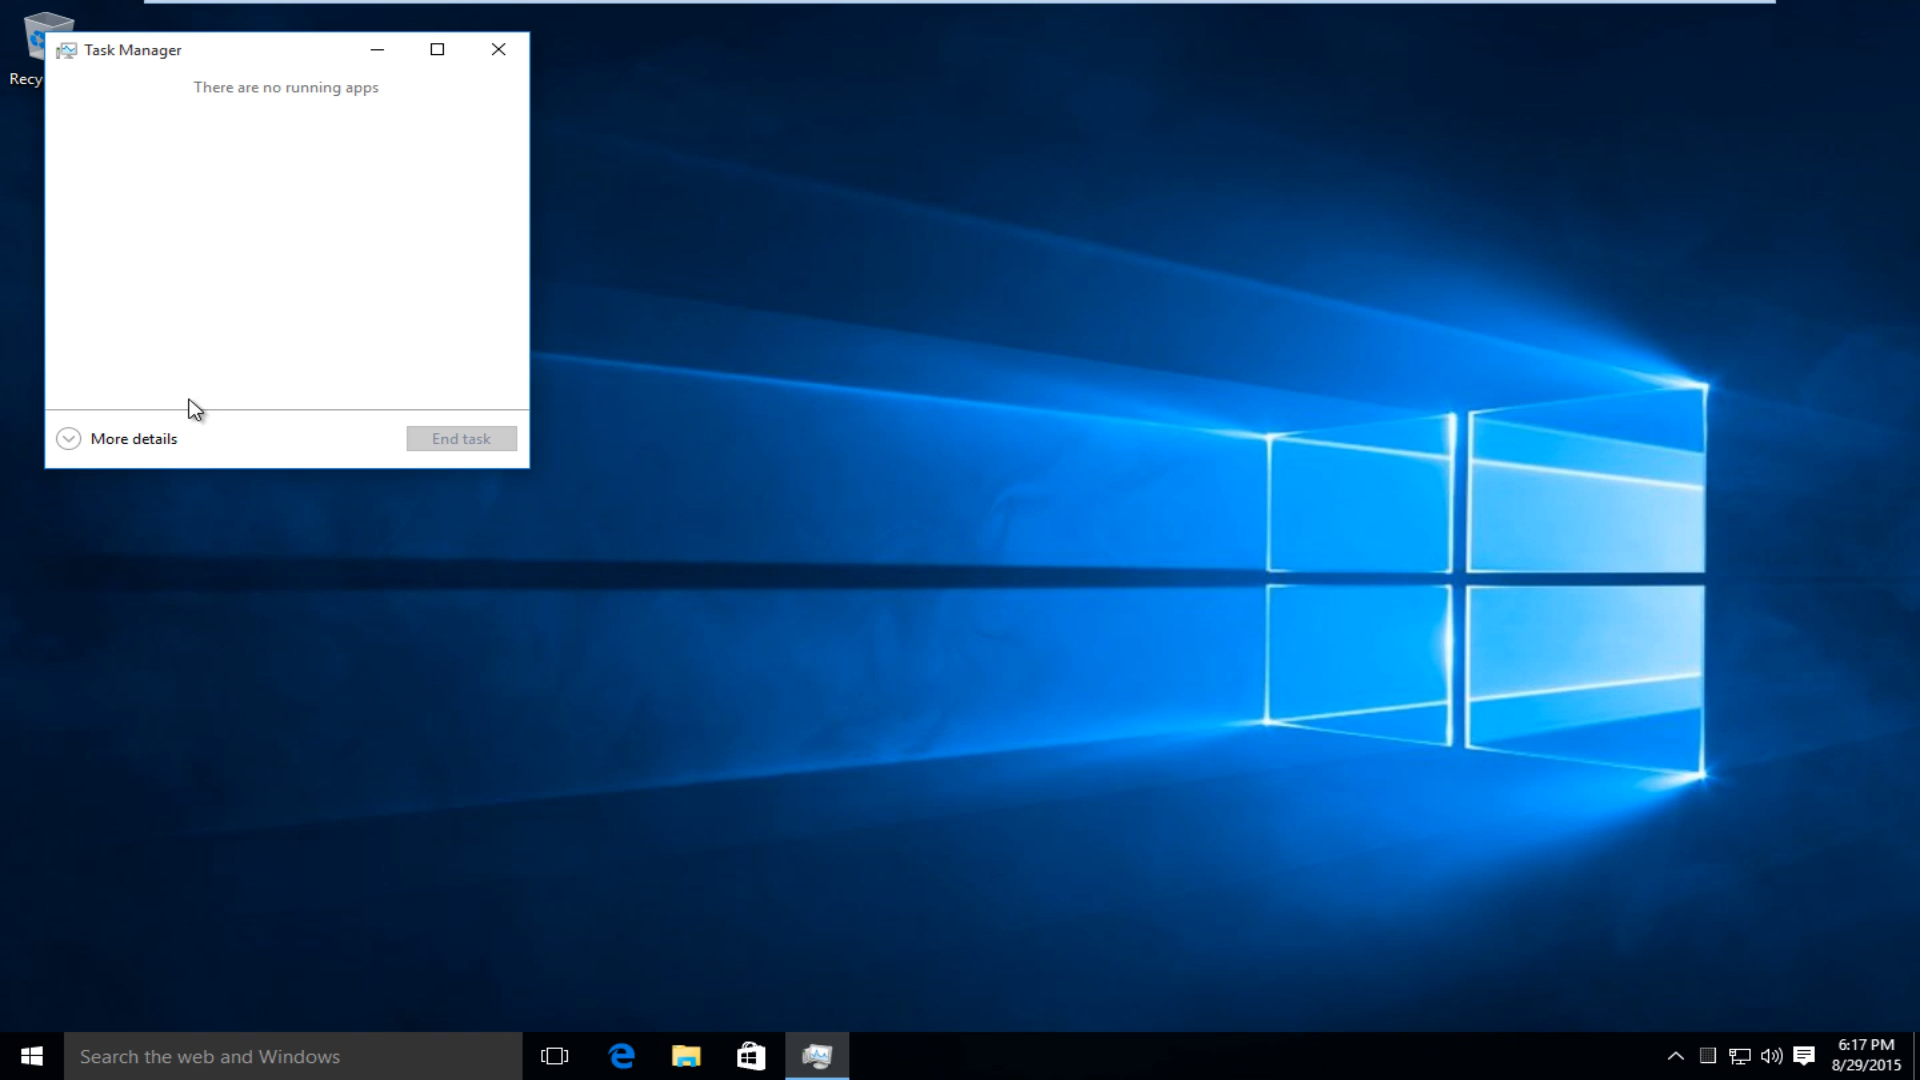 Recy
Task Manager
There are no running apps
More details
End task
Search the web and Windows
6:17 PM
8/29/2015